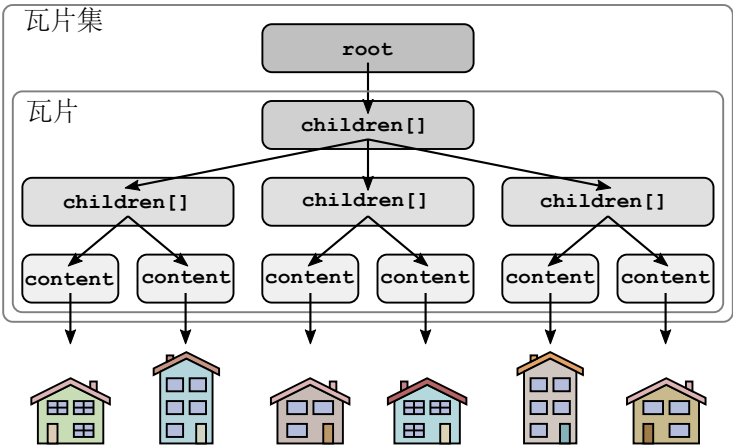 瓦片集
root
瓦片
children[]
children[] children[] children[]
content content content content content content